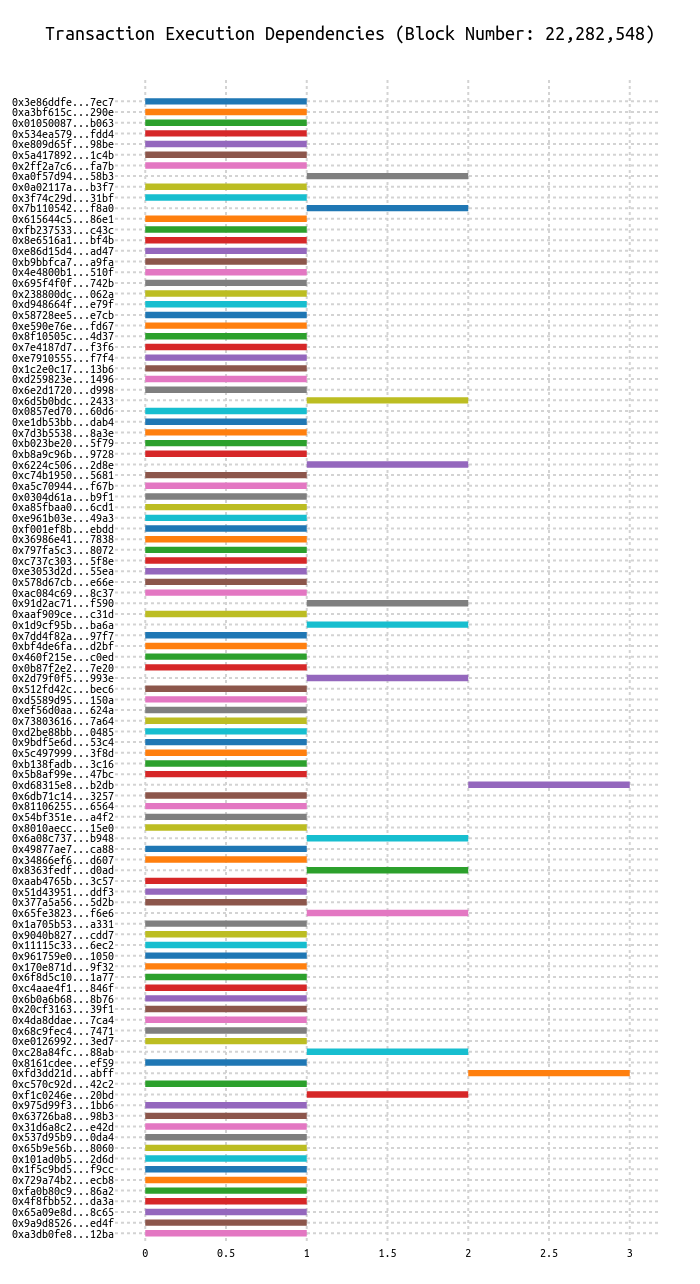 Transaction Execution Dependencies (Block Number: 22,282,548)
0x3e86ddfe...7ec7
0xa3bf615c...290e
0x01050087...b063
0x534ea579...fdd4
0xe809d65f...98be
0x5a417892...1c4b
0x2ff2a7c6...fa7b
0xa0f57d94...58b3
0x0a02117a...b3f7
0x3f74c29d...31bf
0x7b110542...f8a0
0x615644c5...86e1
0xfb237533...c43c
0x8e6516a1...bf4b
0xe86d15d4...ad47
0xb9bbfca7...a9fa
0x4e4800b1...510f
0x695f4f0f...742b
0x238800dc...062a
0xd948664f...e79f
0x58728ee5...e7cb
0xe590e76e...fd67
0x8f10505c...4d37
0x7e4187d7...f3f6
0xe7910555...f7f4
0x1c2e0c17...13b6
0xd259823e...1496
0x6e2d1720...d998
0x6d5b0bdc...2433
0x0857ed70...60d6
0xe1db53bb...dab4
0x7d3b5538...8a3e
0xb023be20...5f79
0xb8a9c96b...9728
0x6224c506...2d8e
0xc74b1950...5681
0xa5c70944...f67b
0x0304d61a...b9f1
0xa85fbaa0...6cd1
0xe961b03e...49a3
0xf001ef8b...ebdd
0x36986e41...7838
0x797fa5c3...8072
0xc737c303...5f8e
0xe3053d2d...55ea
0x578d67cb...e66e
0xac084c69...8c37
0x91d2ac71...f590
0xaaf909ce...c31d
0x1d9cf95b...ba6a
0x7dd4f82a...97f7
0xbf4de6fa...d2bf
0x460f215e...c0ed
0x0b87f2e2...7e20
0x2d79f0f5...993e
0x512fd42c...bec6
0xd5589d95...150a
0xef56d0aa...624a
0x73803616...7a64
0xd2be88bb...0485
0x9bdf5e6d...53c4
0x5c497999...3f8d
0xb138fadb...3c16
0x5b8af99e...47bc
0xd68315e8...b2db
0x6db71c14...3257
0x81106255...6564
0x54bf351e...a4f2
0x8010aecc...15e0
0x6a08c737...b948
0x49877ae7...ca88
0x34866ef6...d607
0x8363fedf...d0ad
0xaab4765b...3c57
0x51d43951...ddf3
0x377a5a56...5d2b
0x65fe3823...f6e6
0x1a705b53...a331
0x9040b827...cdd7
0x11115c33...6ec2
0x961759e0...1050
0x170e871d...9f32
0x6f8d5c10...1a77
0xc4aae4f1...846f
0x6b0a6b68...8b76
0x20cf3163...39f1
0x4da8ddae...7ca4
0x68c9fec4...7471
0xe0126992...3ed7
0xc28a84fc...88ab
0x8161cdee...ef59
0xfd3dd21d...abff
0xc570c92d...42c2
0xf1c0246e...20bd
0x975d99f3...1bb6
0x63726ba8...98b3
0x31d6a8c2...e42d
0x537d95b9...0da4
0x65b9e56b...8060
0x101ad0b5...2d6d
0x1f5c9bd5...f9cc
0x729a74b2...ecb8
0xfa0b80c9...86a2
0x4f8fbb52...da3a
0x65a09e8d...8c65
0x9a9d8526...ed4f
0xa3db0fe8...12ba
0 0.5 1 1.5 2 2.5 3